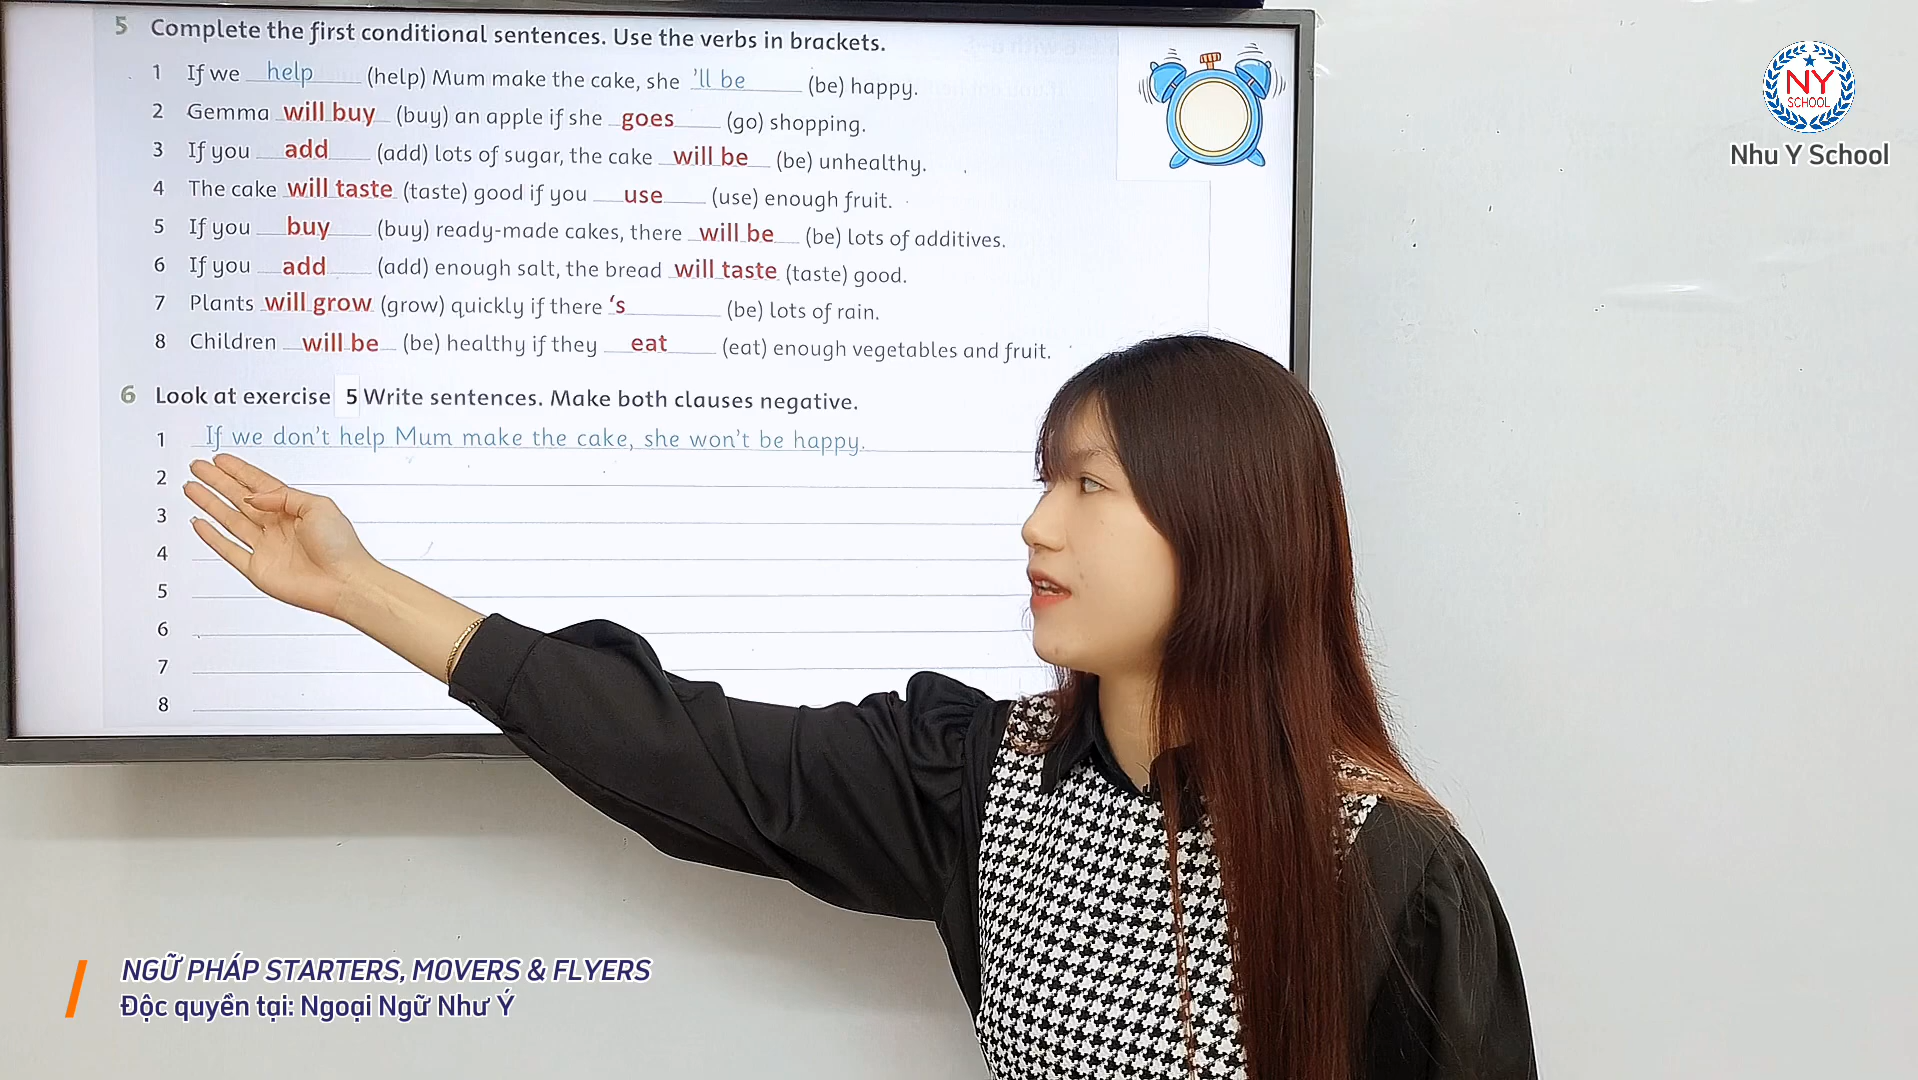 5 Complete the first conditional sentences. Use the verbs in brackets.
1 If we help (help) Mum make the cake, she 'll be (be) happy.
2 Gemma will buy (buy) an apple if she goes (go) shopping.
3 If you add (add) lots of sugar, the cake will be (be) unhealthy.
4 The cake will taste (taste) good if you use (use) enough fruit.
5 If you buy (buy) ready-made cakes, there will be (be) lots of additives.
6 If you add (add) enough salt, the bread will taste (taste) good.
7 Plants will grow (grow) quickly if there ‘s (be) lots of rain.
8 Children will be (be) healthy if they eat (eat) enough vegetables and fruit.
6 Look at exercise 5 Write sentences. Make both clauses negative.
1 If we don't help Mum make the cake, she won't be happy.
2
3
4
5
6
7
8
NY
SCHOOL
Nhu Y School
NGỮ PHÁP STARTERS, MOVERS & FLYERS
Độc quyền tại: Ngoại Ngữ Như Ý